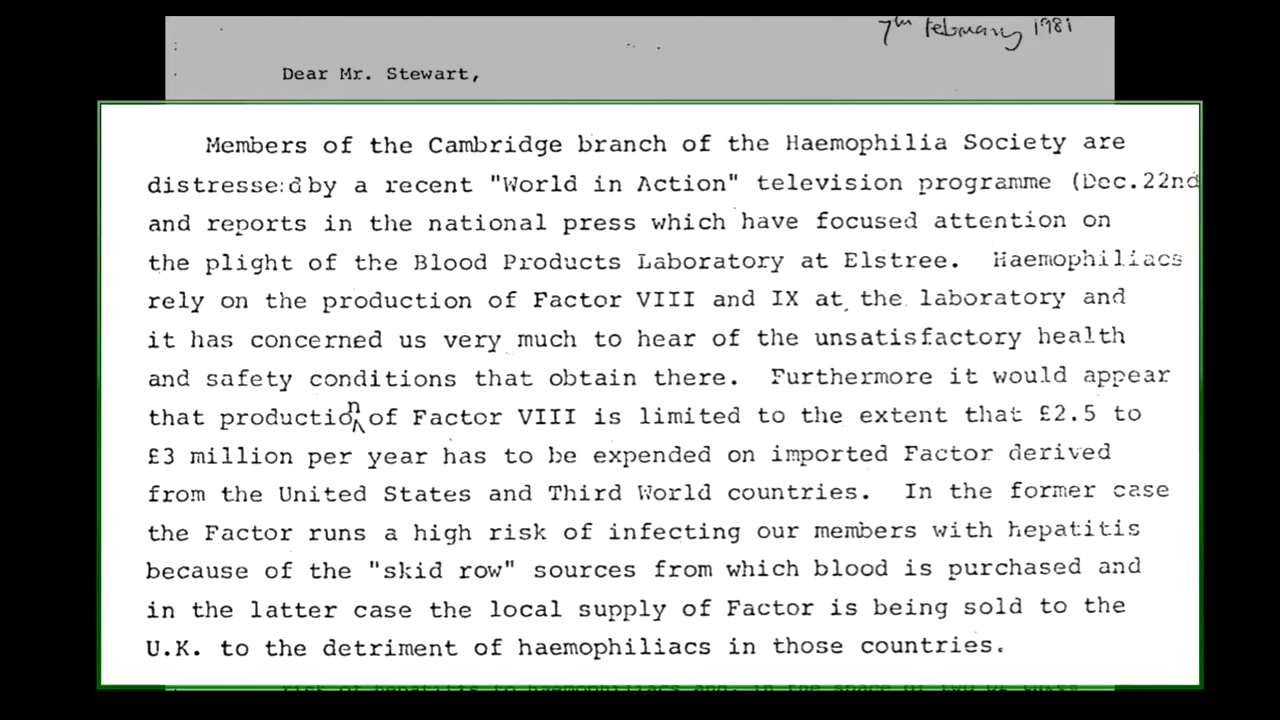 7th February 1981
Dear Mr. Stewart,
Members of the Cambridge branch of the Haemophilia Society are
distressed by a recent "World in Action" television programme (Dec.22nd
and reports in the national press which have focused attention on
the plight of the Blood Products Laboratory at Elstree. Haemophiliacs
rely on the production of Factor VIII and IX at the laboratory and
it has concerned us very much to hear of the unsatisfactory health
and safety conditions that obtain there. Furthermore it would appear
that production of Factor VIII is limited to the extent that £2.5 to
£3 million per year has to be expended on imported Factor derived
from the United States and Third World countries. In the former case
the Factor runs a high risk of infecting our members with hepatitis
because of the "skid row" sources from which blood is purchased and
in the latter case the local supply of Factor is being sold to the
U.K. to the detriment of haemophiliacs in those countries.